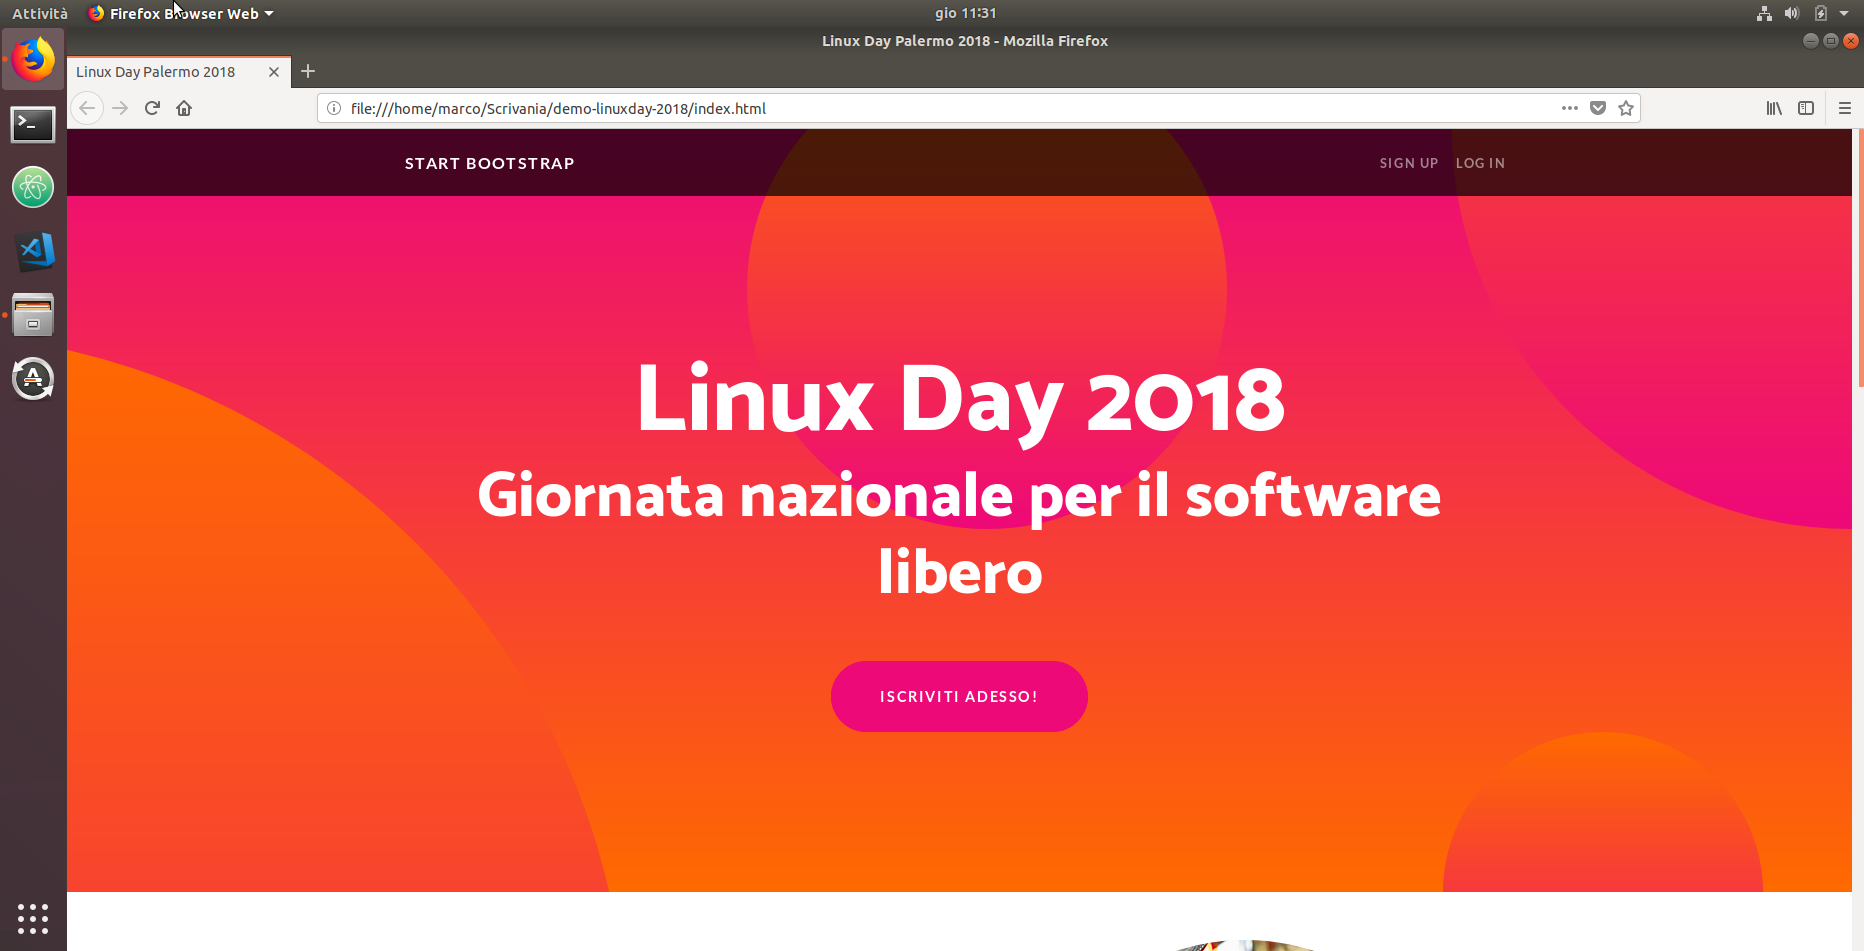 Attività Firefox Browser Web gio 11:31
Linux Day Palermo 2018 - Mozilla Firefox
Linux Day Palermo 2018
file:///home/marco/Scrivania/demo-linuxday-2018/index.html
START BOOTSTRAP SIGN UP LOG IN
Linux Day 2018
Giornata nazionale per il software
libero
ISCRIVITI ADESSO!